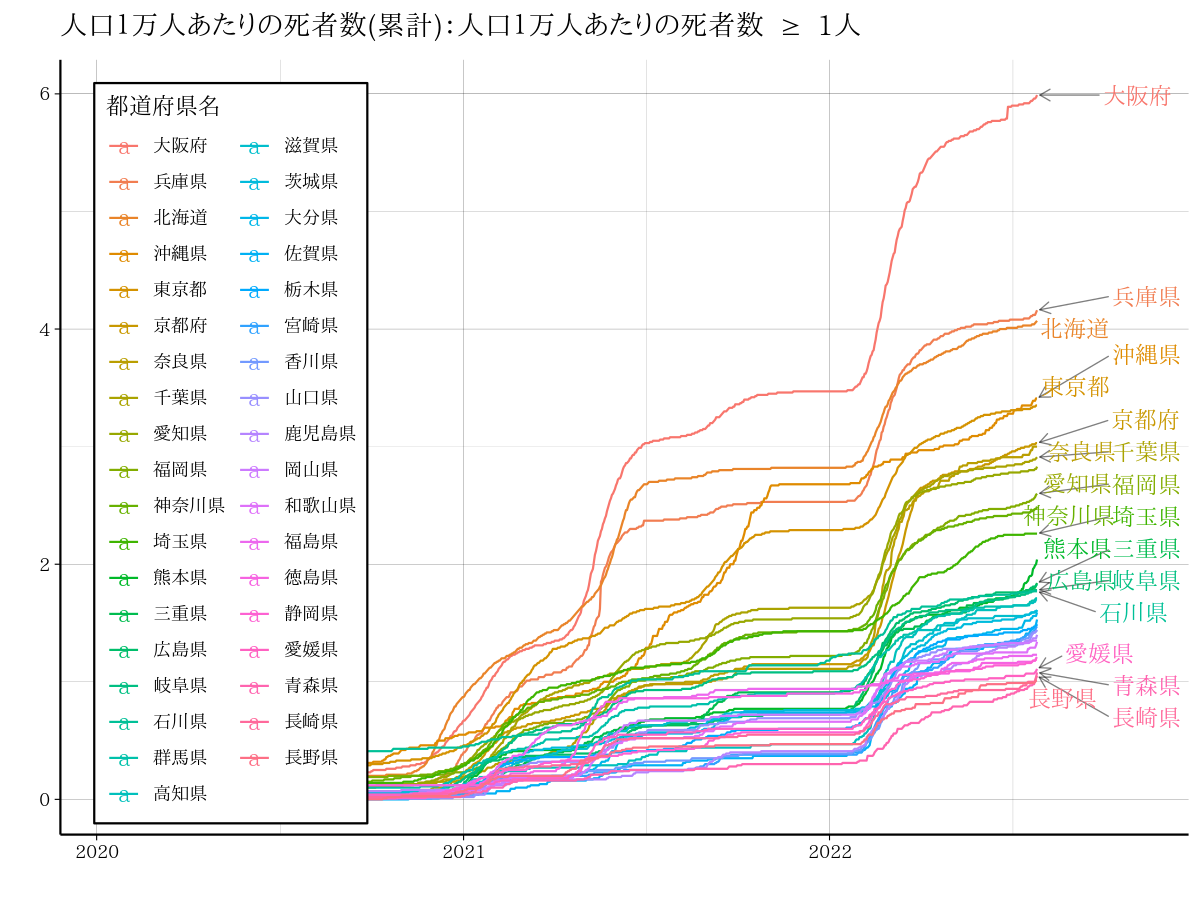 人口1万人あたりの死者数(累計):人口1万人あたりの死者数 ≥ 1人
6
4
2
0
2020
2021
2022
都道府県名
a 大阪府
a 兵庫県
a 北海道
a 沖縄県
a 東京都
a 京都府
a 奈良県
a 千葉県
a 愛知県
a 福岡県
a 神奈川県
a 埼玉県
a 熊本県
a 三重県
a 広島県
a 岐阜県
a 石川県
a 群馬県
a 高知県
a 滋賀県
a 茨城県
a 大分県
a 佐賀県
a 栃木県
a 宮崎県
a 香川県
a 山口県
a 鹿児島県
a 岡山県
a 和歌山県
a 福島県
a 徳島県
a 静岡県
a 愛媛県
a 青森県
a 長崎県
a 長野県
大阪府
兵庫県
北海道
沖縄県
東京都
京都府
奈良県千葉県
愛知県福岡県
神奈川県埼玉県
熊本県三重県
広島県岐阜県
石川県
愛媛県
青森県
長野県
長崎県